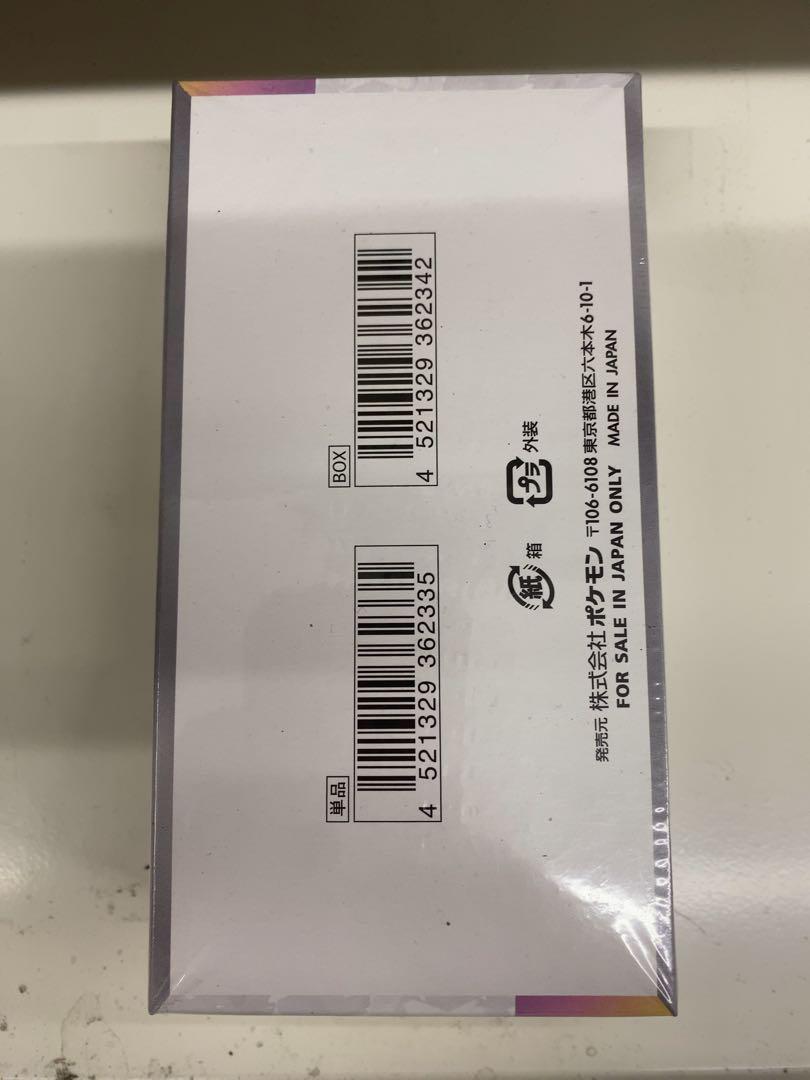 BOX
4 521329 362342
単品
4 521329 362335
紙 箱
プラ 外装
発売元 株式会社 ポケモン 〒106-6108 東京都港区六本木6-10-1
FOR SALE IN JAPAN ONLY MADE IN JAPAN